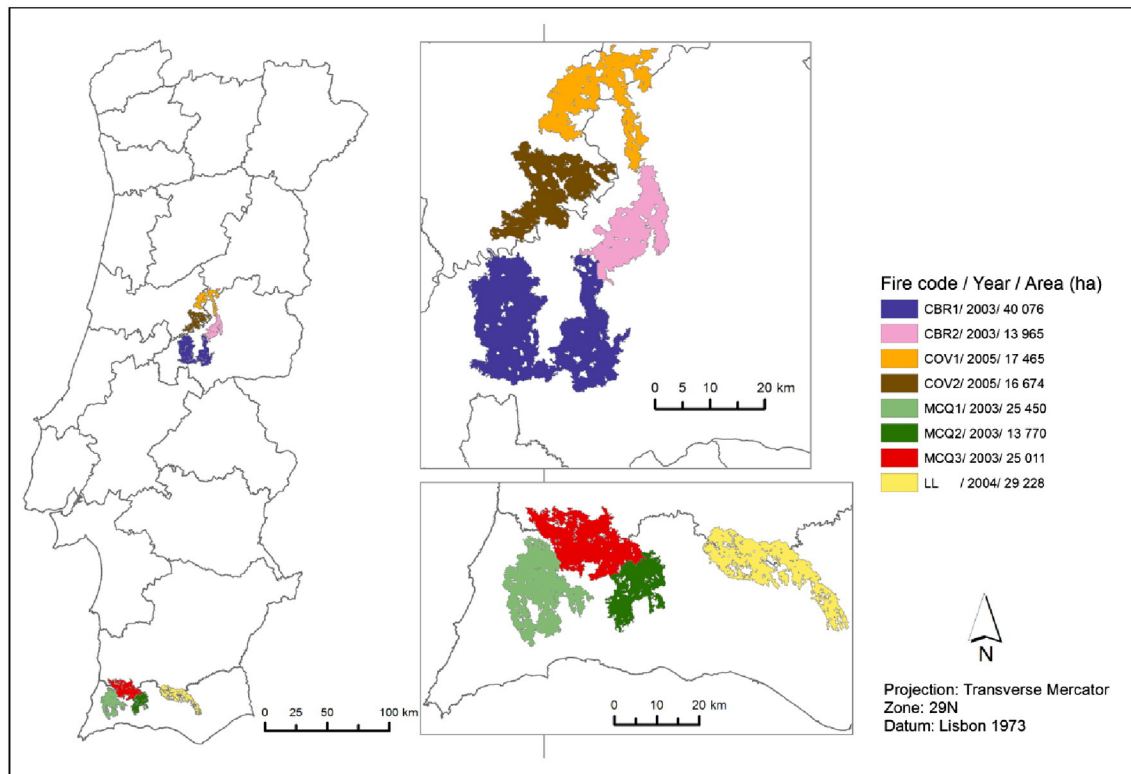 0 5 10 20 km
Fire code / Year / Area (ha)
CBR1/ 2003/ 40 076
CBR2/ 2003/ 13 965
COV1/ 2005/ 17 465
COV2/ 2005/ 16 674
MCQ1/ 2003/ 25 450
MCQ2/ 2003/ 13 770
MCQ3/ 2003/ 25 011
LL / 2004/ 29 228
0 25 50 100 km
0 5 10 20 km
N
Projection: Transverse Mercator
Zone: 29N
Datum: Lisbon 1973